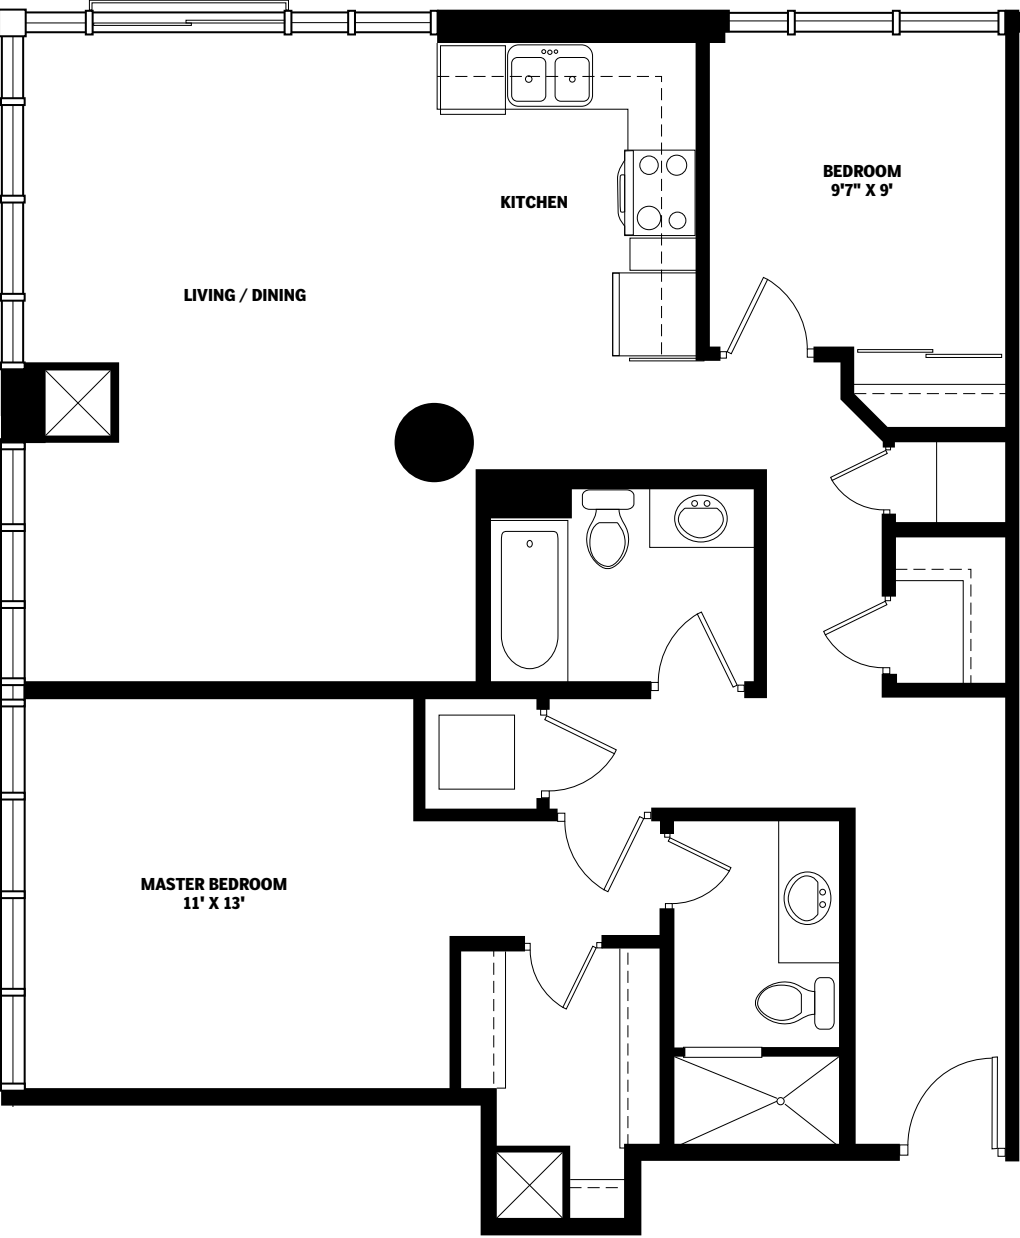 BEDROOM
9'7" X 9'
KITCHEN
LIVING / DINING
MASTER BEDROOM
11' X 13'